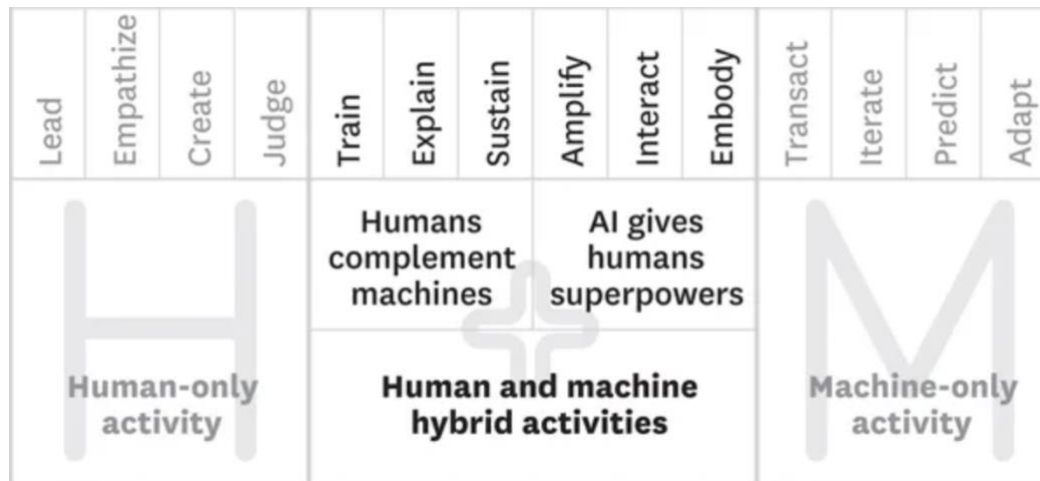 Lead
Empathize
Create
Judge
Train
Explain
Sustain
Amplify
Interact
Embody
Transact
Iterate
Predict
Adapt
Humans
complement
machines
AI gives
humans
superpowers
H
Human-only
activity
Human and machine
hybrid activities
M
Machine-only
activity